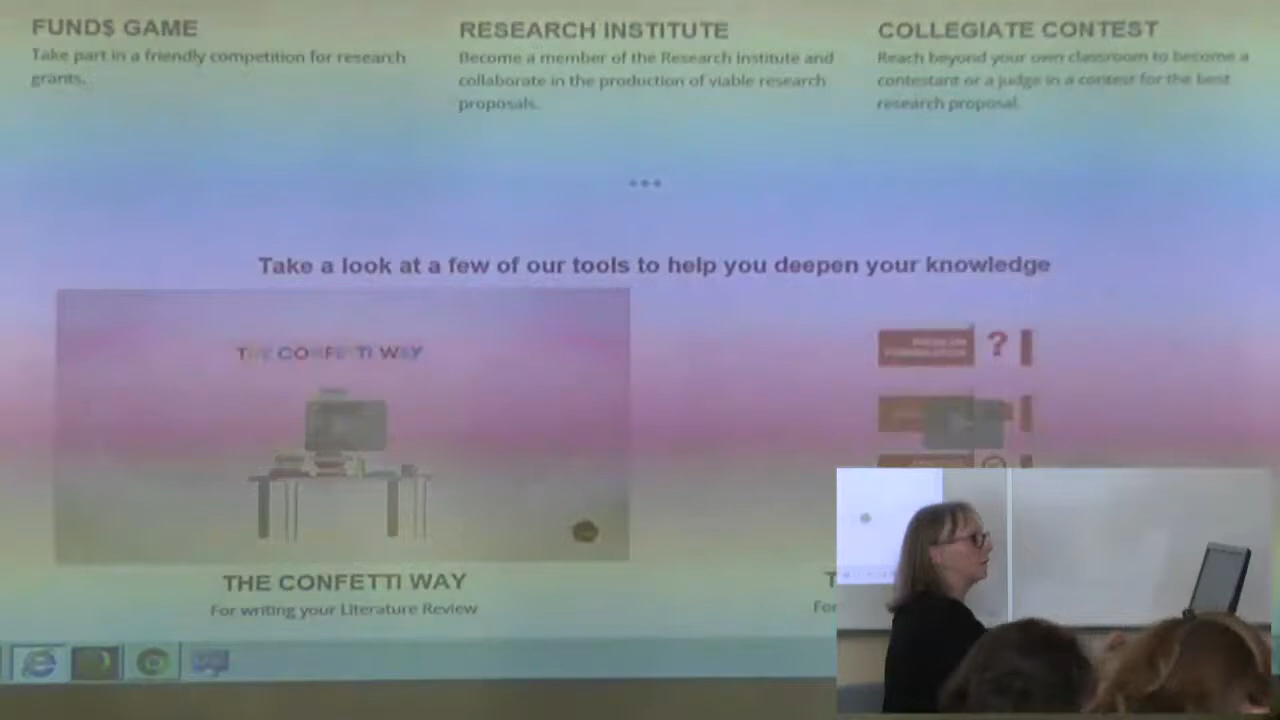 FUND$ GAME
Take part in a friendly competition for research
grants.
RESEARCH INSTITUTE
Become a member of the Research Institute and
collaborate in the production of viable research
proposals.
COLLEGIATE CONTEST
Reach beyond your own classroom to become a
contestant or a judge in a contest for the best
research proposal.
Take a look at a few of our tools to help you deepen your knowledge
THE CONFETTI WAY
?
THE CONFETTI WAY
For writing your Literature Review
T
For